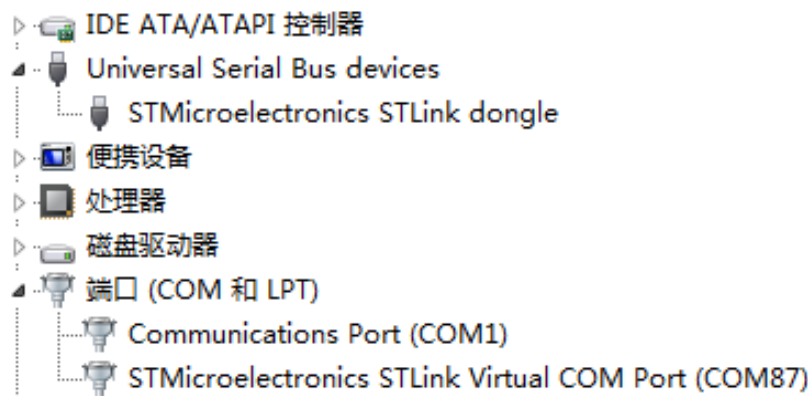 IDE ATA/ATAPI 控制器
Universal Serial Bus devices
STMicroelectronics STLink dongle
便携设备
处理器
磁盘驱动器
端口 (COM 和 LPT)
Communications Port (COM1)
STMicroelectronics STLink Virtual COM Port (COM87)